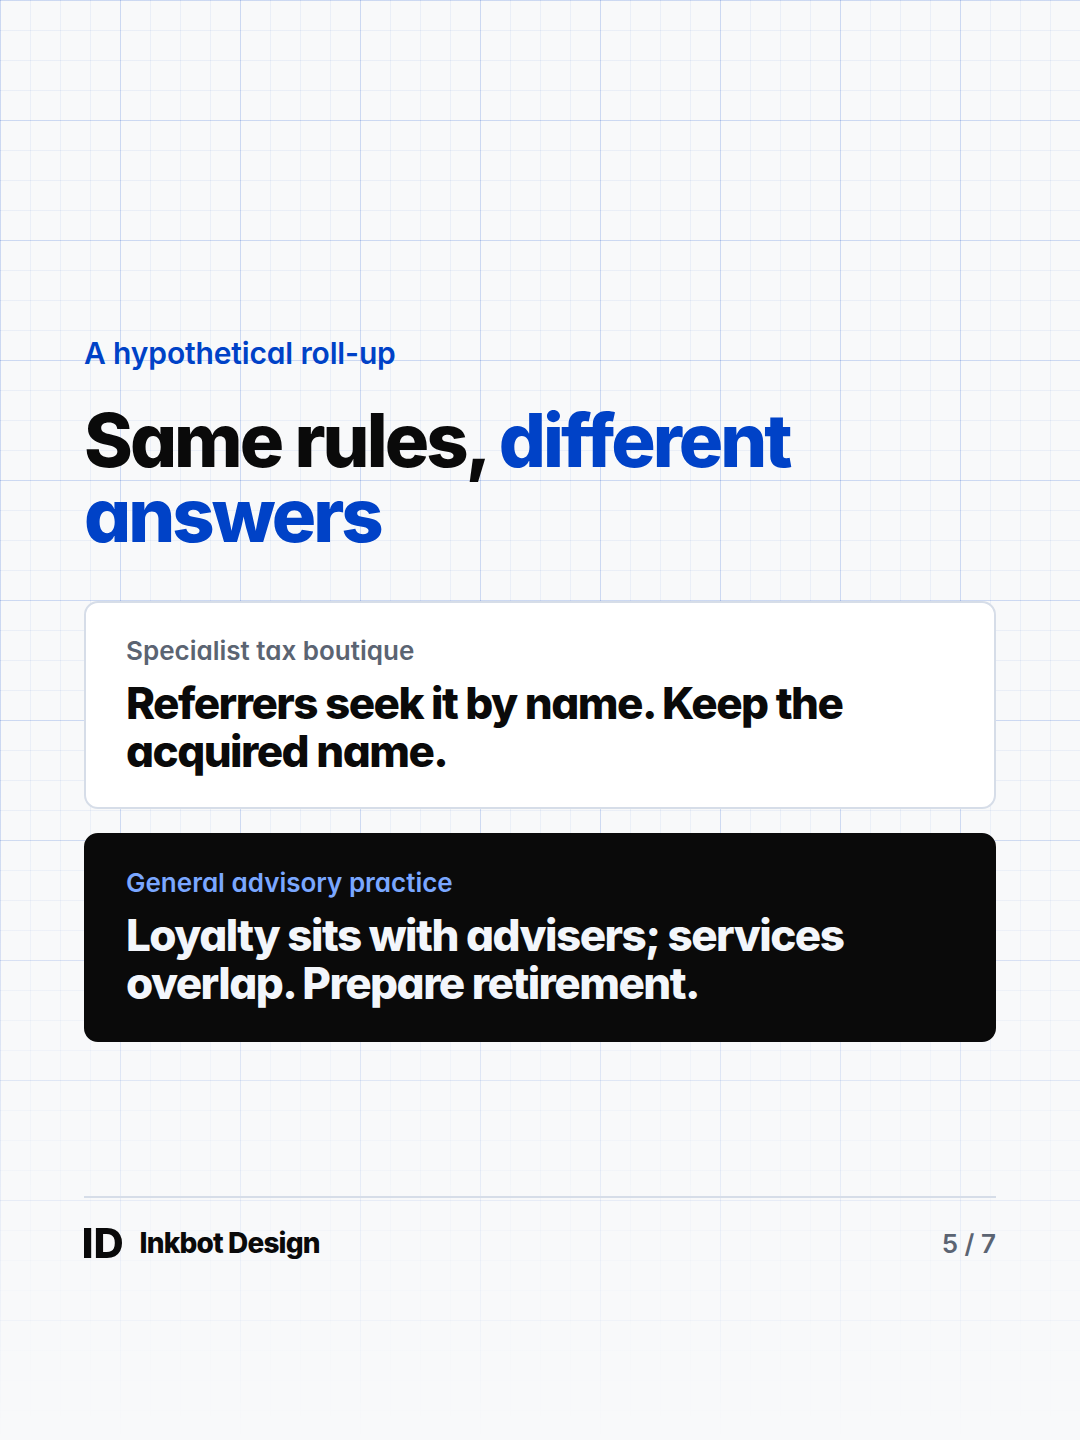 A hypothetical roll-up
Same rules, different
answers
Specialist tax boutique
Referrers seek it by name. Keep the
acquired name.
General advisory practice
Loyalty sits with advisers; services
overlap. Prepare retirement.
ID Inkbot Design
5 / 7